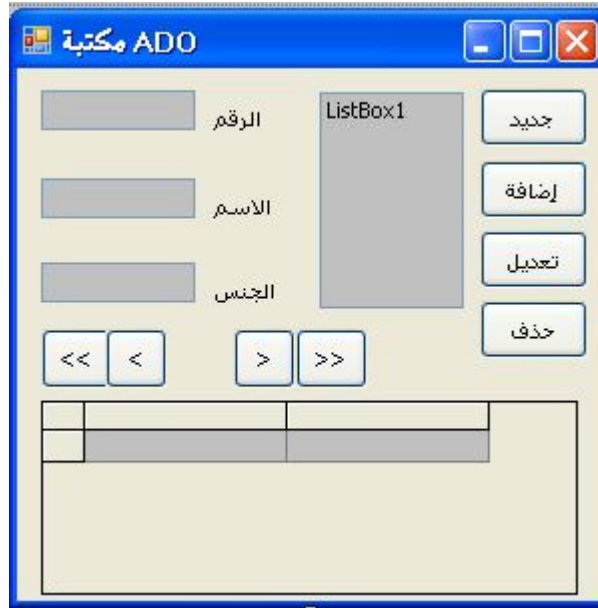 مكتبة ADO
الرقم
ListBox1
جديد
الاسم
إضافة
الجنس
تعديل
حذف
<< < > >>